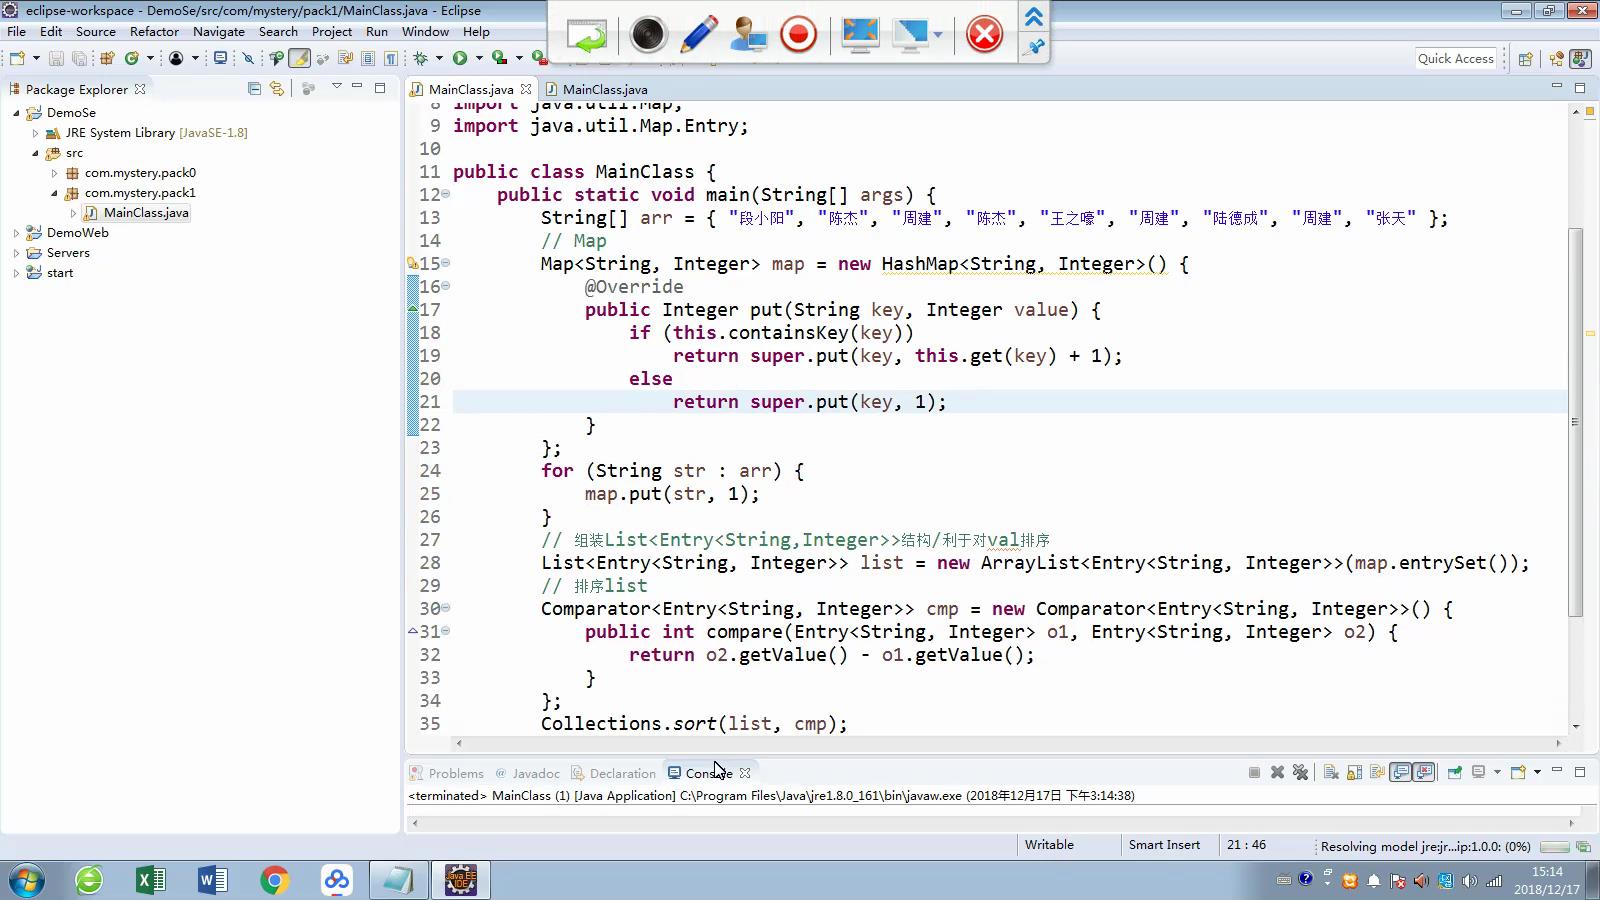 eclipse-workspace - DemoSe/src/com/mystery/pack1/MainClass.java - Eclipse
File Edit Source Refactor Navigate Search Project Run Window Help
Quick Access
Package Explorer
DemoSe
JRE System Library [JavaSE-1.8]
src
com.mystery.pack0
com.mystery.pack1
MainClass.java
DemoWeb
Servers
start
MainClass.java
MainClass.java
8 import java.util.Map;
9 import java.util.Map.Entry;
10
11 public class MainClass {
12 public static void main(String[] args) {
13 String[] arr = { "段小阳", "陈杰", "周建", "陈杰", "王之嚎", "周建", "陆德成", "周建", "张天" };
14 // Map
15 Map<String, Integer> map = new HashMap<String, Integer>() {
16 @Override
17 public Integer put(String key, Integer value) {
18 if (this.containsKey(key))
19 return super.put(key, this.get(key) + 1);
20 else
21 return super.put(key, 1);
22 }
23 };
24 for (String str : arr) {
25 map.put(str, 1);
26 }
27 // 组装List<Entry<String,Integer>>结构/利于对val排序
28 List<Entry<String, Integer>> list = new ArrayList<Entry<String, Integer>>(map.entrySet());
29 // 排序list
30 Comparator<Entry<String, Integer>> cmp = new Comparator<Entry<String, Integer>>() {
31 public int compare(Entry<String, Integer> o1, Entry<String, Integer> o2) {
32 return o2.getValue() - o1.getValue();
33 }
34 };
35 Collections.sort(list, cmp);
Problems @ Javadoc Declaration Console
<terminated> MainClass (1) [Java Application] C:\Program Files\Java\jre1.8.0_161\bin\javaw.exe (2018年12月17日 下午3:14:38)
Writable Smart Insert 21 : 46 Resolving model jre:jr...ip:1.0.0: (0%)
Java EE
IDE
15:14
2018/12/17